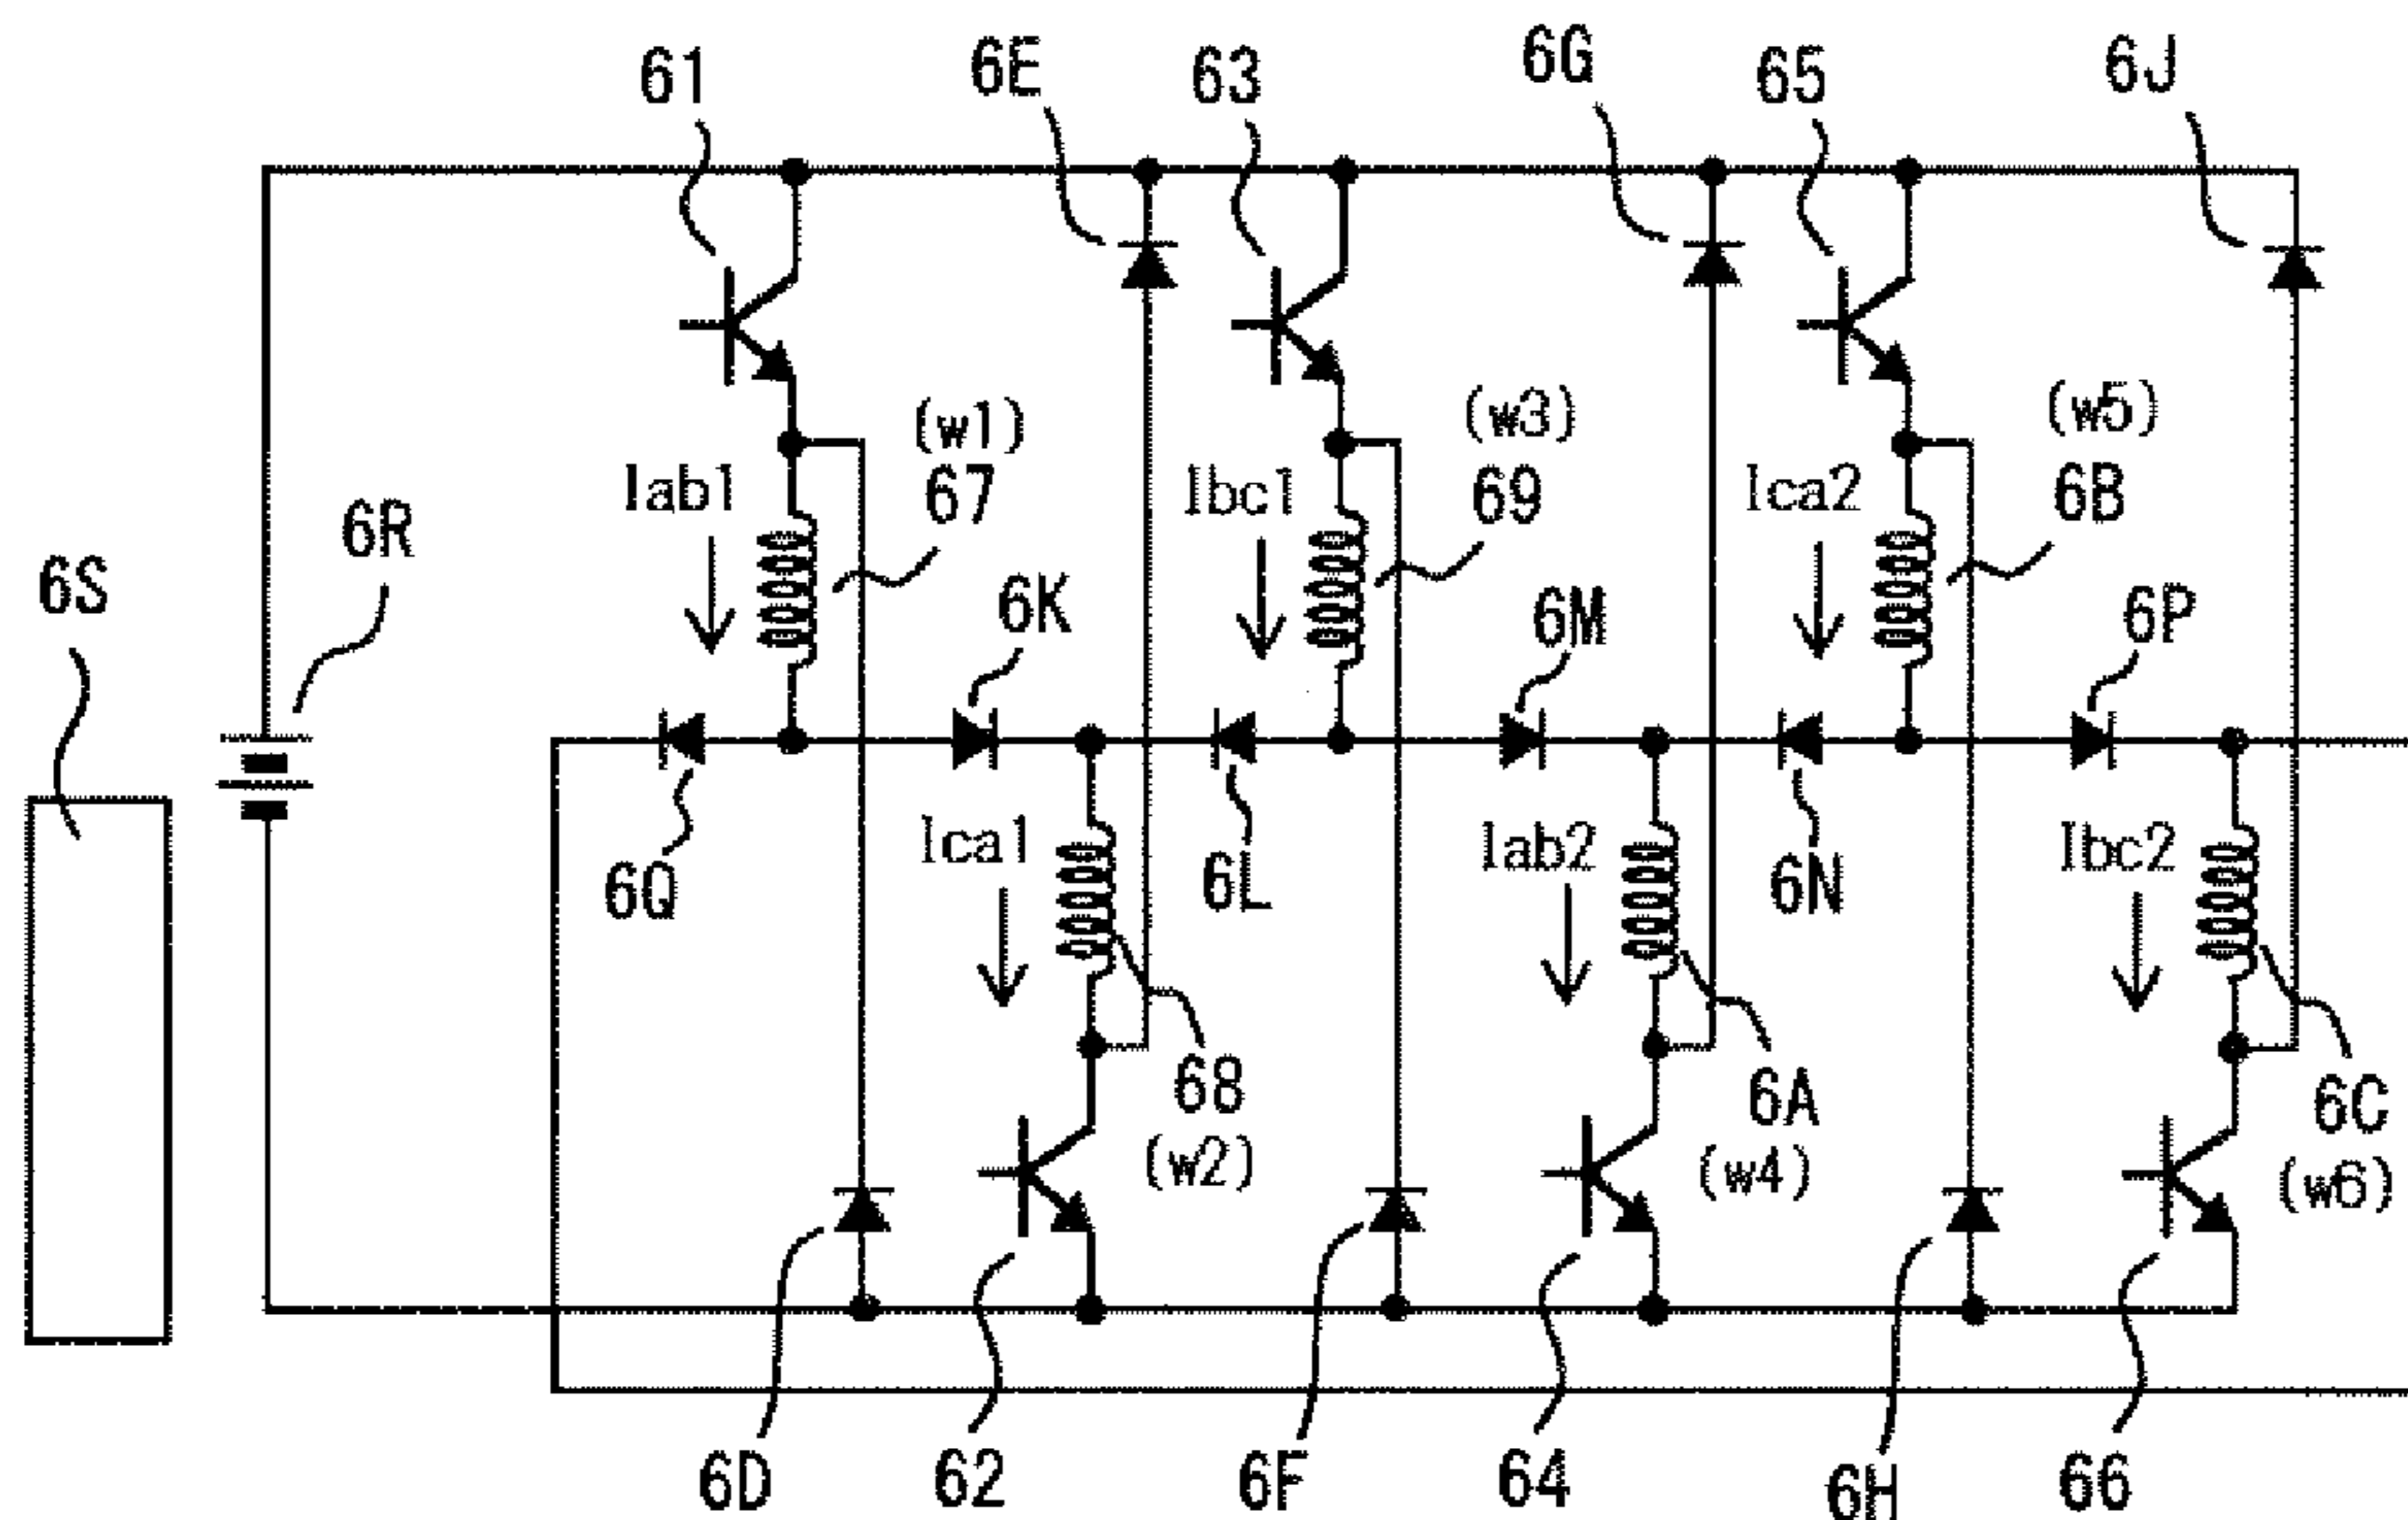 61
6E
63
6G
65
6J
(w1)
(w3)
(w5)
Iab1
67
Ibc1
69
Ica2
6B
6R
6S
6K
6M
6P
Ica1
Iab2
Ibc2
6Q
6L
6N
68
6A
6C
(w2)
(w4)
(w6)
6D
62
6F
64
6H
66